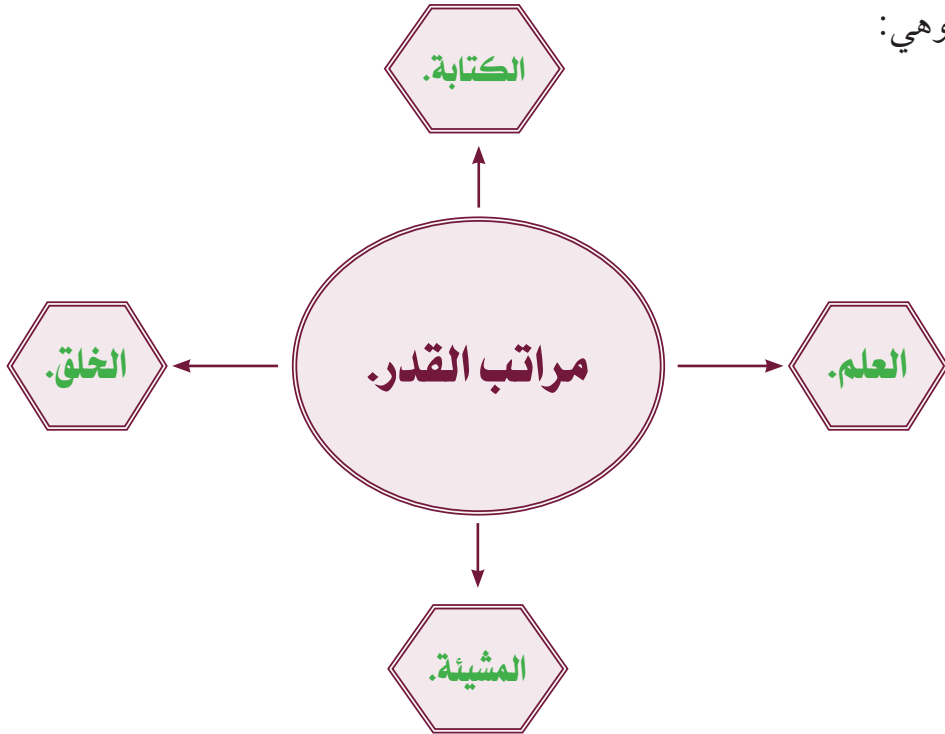 وهي:
الكتابة.
مراتب القدر.
العلم.
الخلق.
المشيئة.